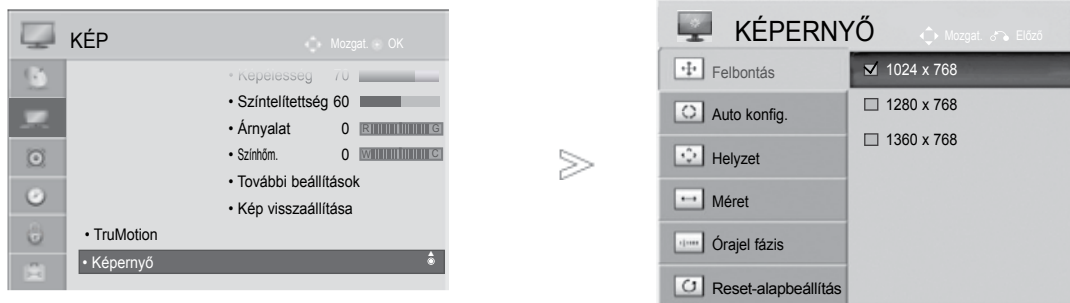 KÉP
Mozgat. OK
• Képélesség 70
• Színtelítettség 60
• Árnyalat 0 R G
• Színhőm. 0 W C
• További beállítások
• Kép visszaállítása
• TruMotion
• Képernyő
KÉPERNYŐ
Mozgat. Előző
Felbontás
Auto konfig.
Helyzet
Méret
Órajel fázis
Reset-alapbeállítás
1024 x 768
1280 x 768
1360 x 768